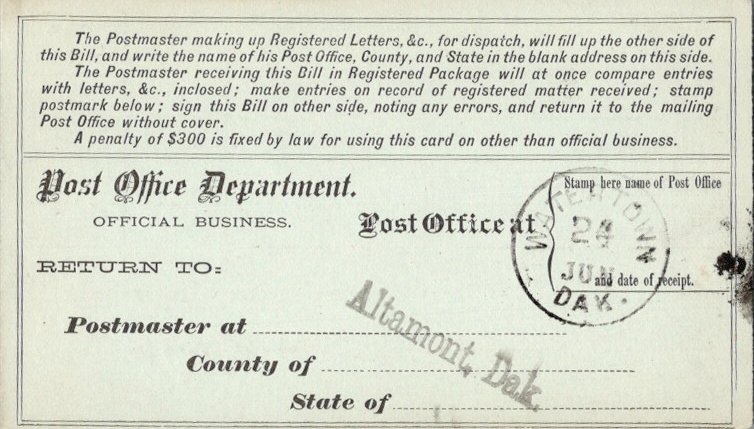 The Postmaster making up Registered Letters, &c., for dispatch, will fill up the other side of
this Bill, and write the name of his Post Office, County, and State in the blank address on this side.
The Postmaster receiving this Bill in Registered Package will at once compare entries
with letters, &c., inclosed; make entries on record of registered matter received; stamp
postmark below; sign this Bill on other side, noting any errors, and return it to the mailing
Post Office without cover.
A penalty of $300 is fixed by law for using this card on other than official business.
Post Office Department.
OFFICIAL BUSINESS.
Post Office at
Stamp here name of Post Office
and date of receipt.
WATERTOWN
24
JUN
DAK.
RETURN TO:
Postmaster at
County of
State of
Altamont, Dak.